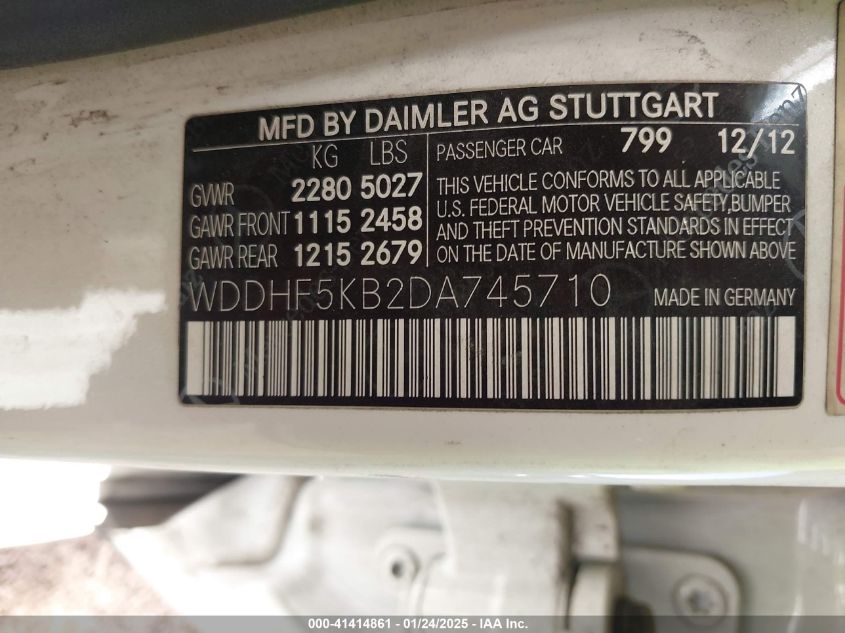 MFD BY DAIMLER AG STUTTGART
KG LBS
GVWR 2280 5027
GAWR FRONT 1115 2458
GAWR REAR 1215 2679
PASSENGER CAR 799 12/12
THIS VEHICLE CONFORMS TO ALL APPLICABLE
U.S. FEDERAL MOTOR VEHICLE SAFETY,BUMPER
AND THEFT PREVENTION STANDARDS IN EFFECT
ON THE DATE OF MANUFACTURE SHOWN ABOVE
WDDHF5KB2DA745710 MADE IN GERMANY
000-41414861 - 01/24/2025 - IAA Inc.